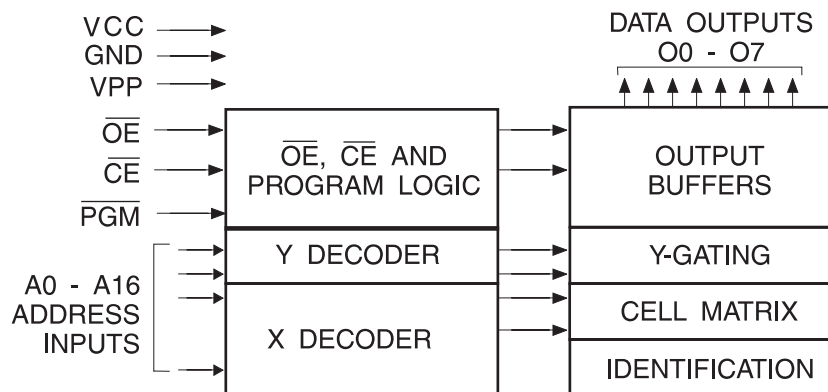 VCC
GND
VPP
DATA OUTPUTS
O0 - O7
OE
CE
PGM
OE, CE AND
PROGRAM LOGIC
OUTPUT
BUFFERS
A0 - A16
ADDRESS
INPUTS
Y DECODER
Y-GATING
X DECODER
CELL MATRIX
IDENTIFICATION